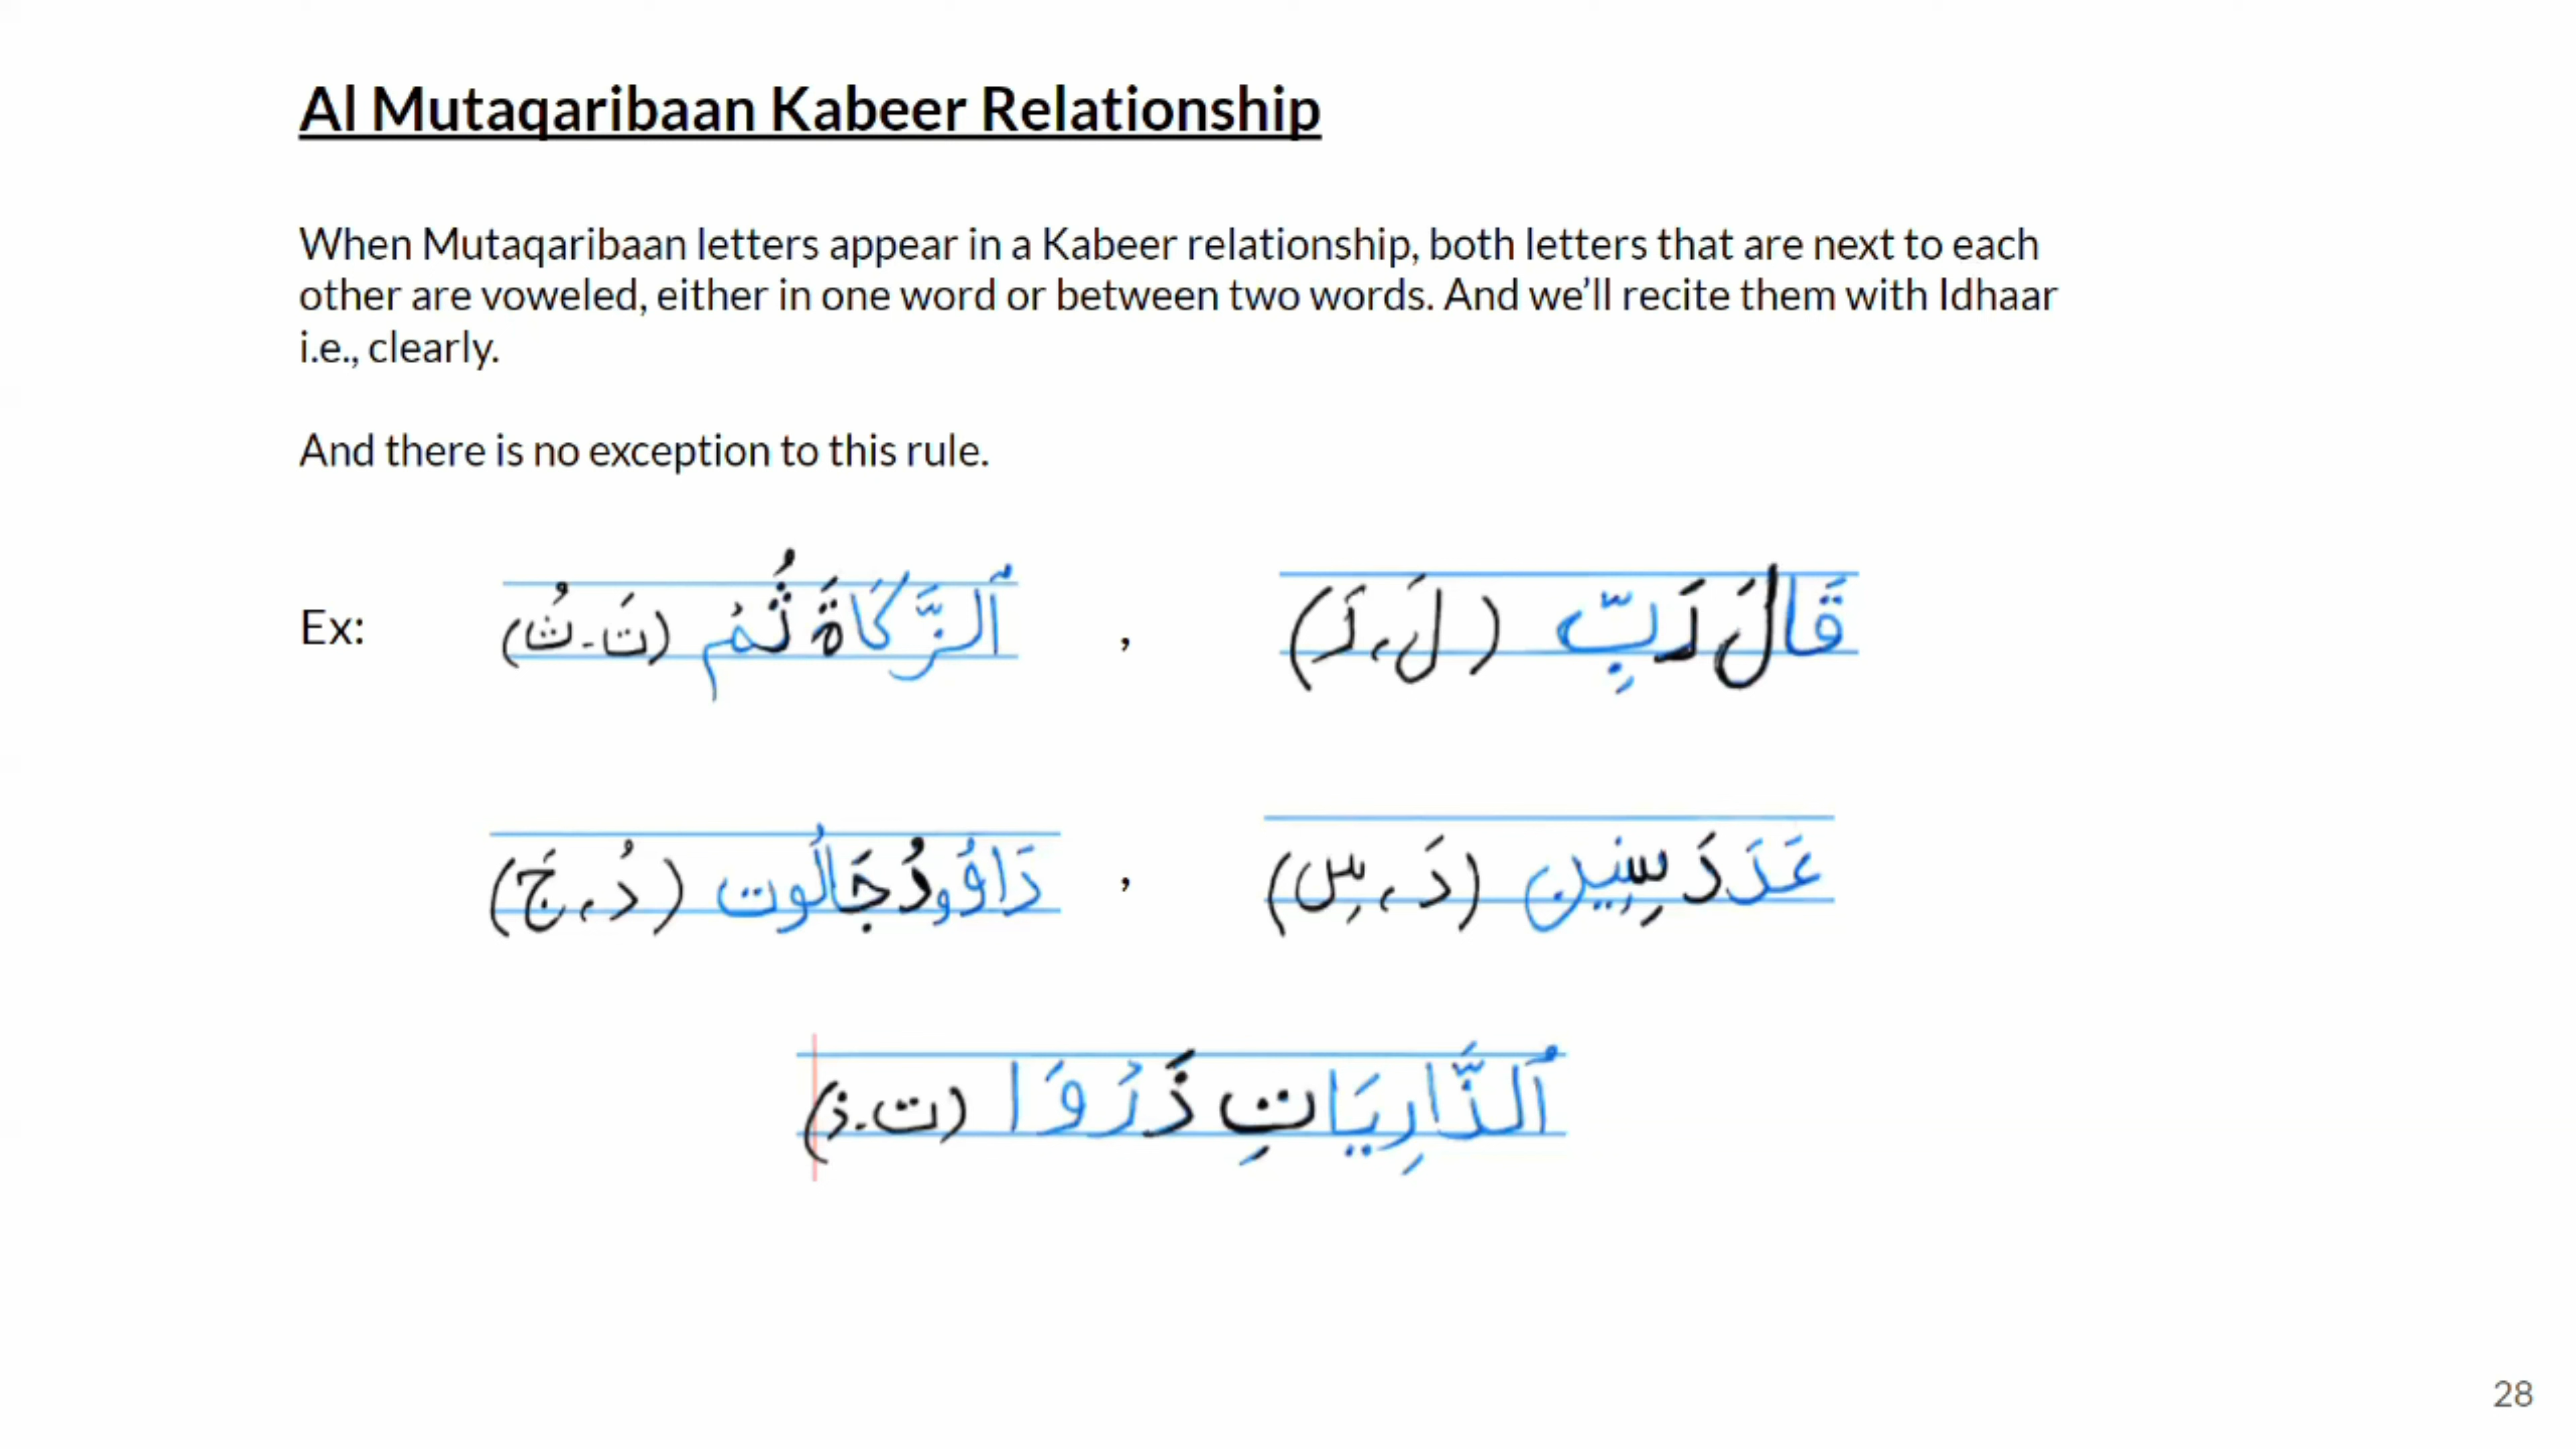 Al Mutaqaribaan Kabeer Relationship
When Mutaqaribaan letters appear in a Kabeer relationship, both letters that are next to each
other are voweled, either in one word or between two words. And we'll recite them with Idhaar
i.e., clearly.
And there is no exception to this rule.
Ex: ٱلزَّكَاةَ ثُمَّ (تَ - ثُ) , قَالَ رَبِّ (لَ، رَ)
دَاوُودُ جَالُوت (دُ، جَ) , عَدَدَ سِنِين (دَ، سِ)
ٱلذَّارِيَاتِ ذَرْوًا (ت - ذ)
28